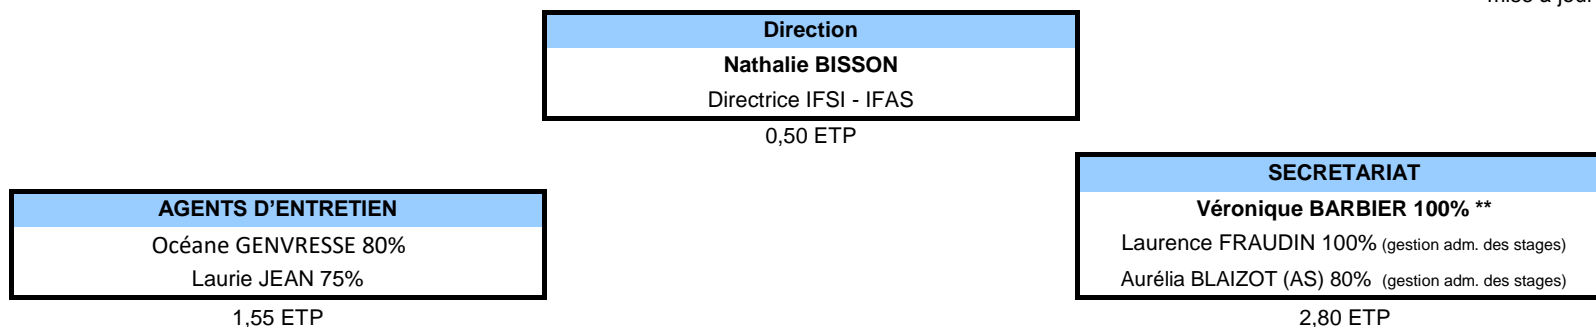 mise à jour
Direction
Nathalie BISSON
Directrice IFSI - IFAS
0,50 ETP
AGENTS D'ENTRETIEN
Océane GENVRESSE 80%
Laurie JEAN 75%
1,55 ETP
SECRETARIAT
Véronique BARBIER 100% **
Laurence FRAUDIN 100% (gestion adm. des stages)
Aurélia BLAIZOT (AS) 80% (gestion adm. des stages)
2,80 ETP